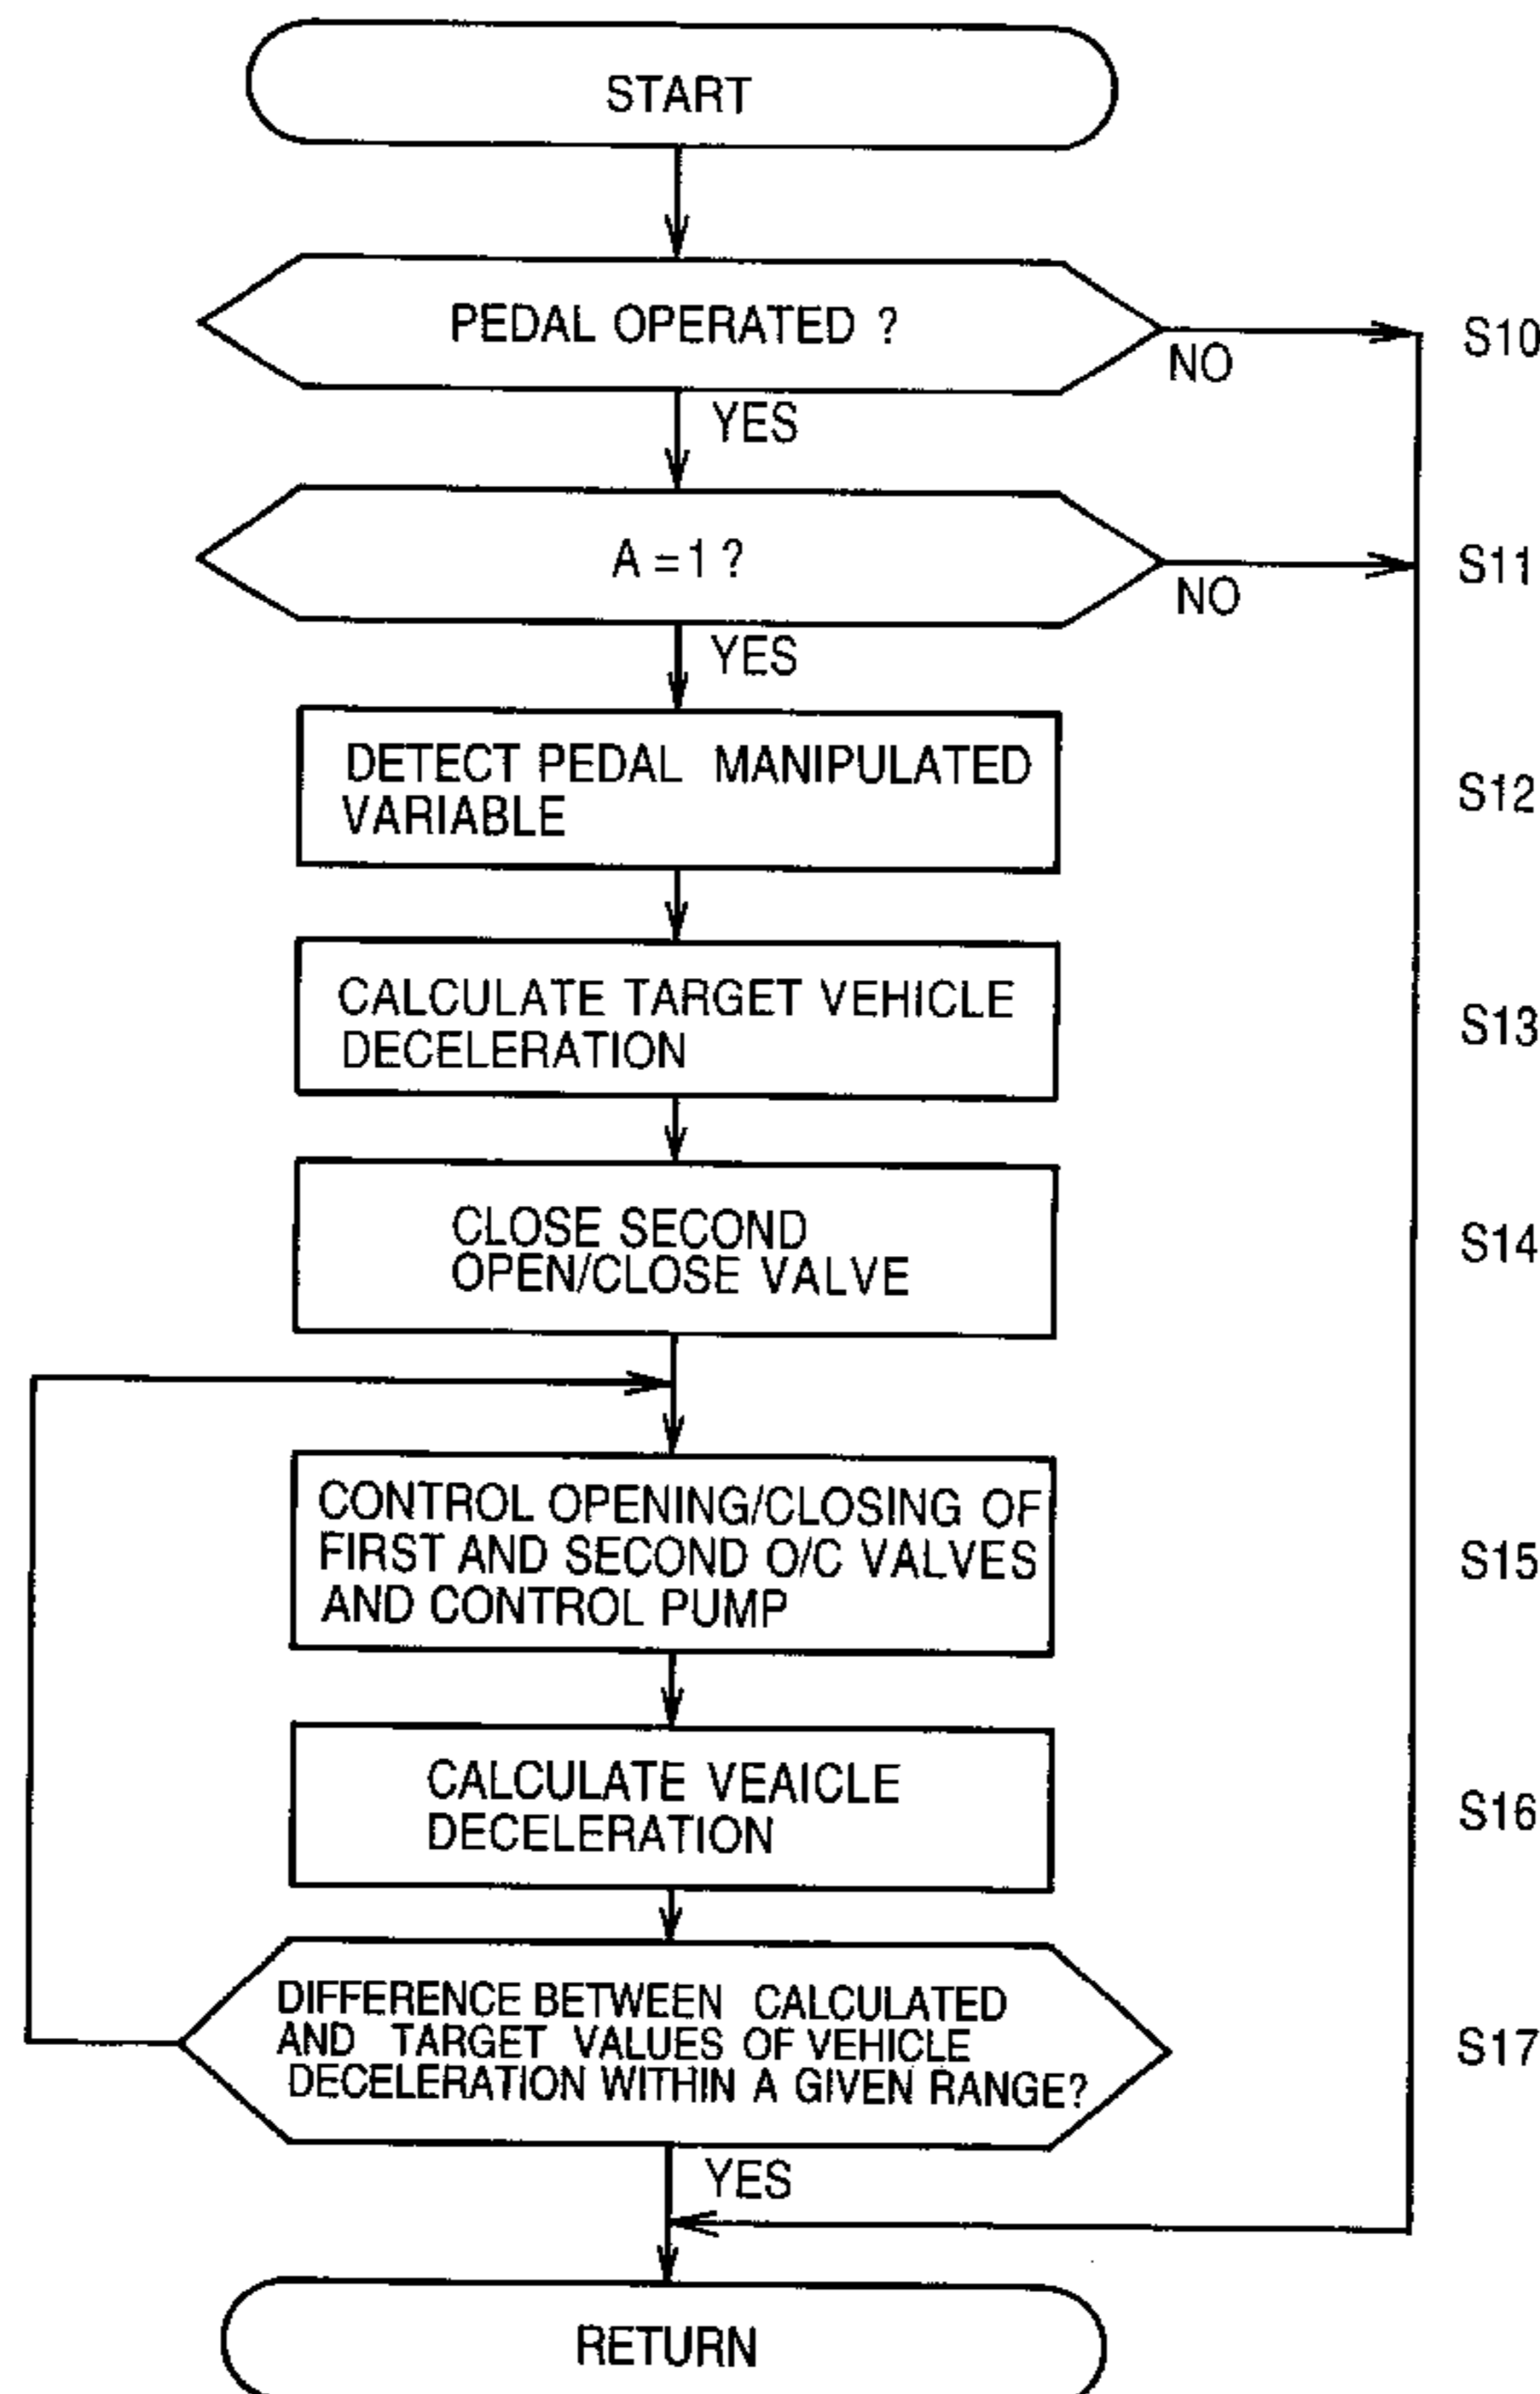 START
PEDAL OPERATED ?
S10
NO
YES
A = 1 ?
S11
NO
YES
DETECT PEDAL MANIPULATED
VARIABLE
S12
CALCULATE TARGET VEHICLE
DECELERATION
S13
CLOSE SECOND
OPEN/CLOSE VALVE
S14
CONTROL OPENING/CLOSING OF
FIRST AND SECOND O/C VALVES
AND CONTROL PUMP
S15
CALCULATE VEAICLE
DECELERATION
S16
DIFFERENCE BETWEEN CALCULATED
AND TARGET VALUES OF VEHICLE
DECELERATION WITHIN A GIVEN RANGE?
S17
YES
RETURN